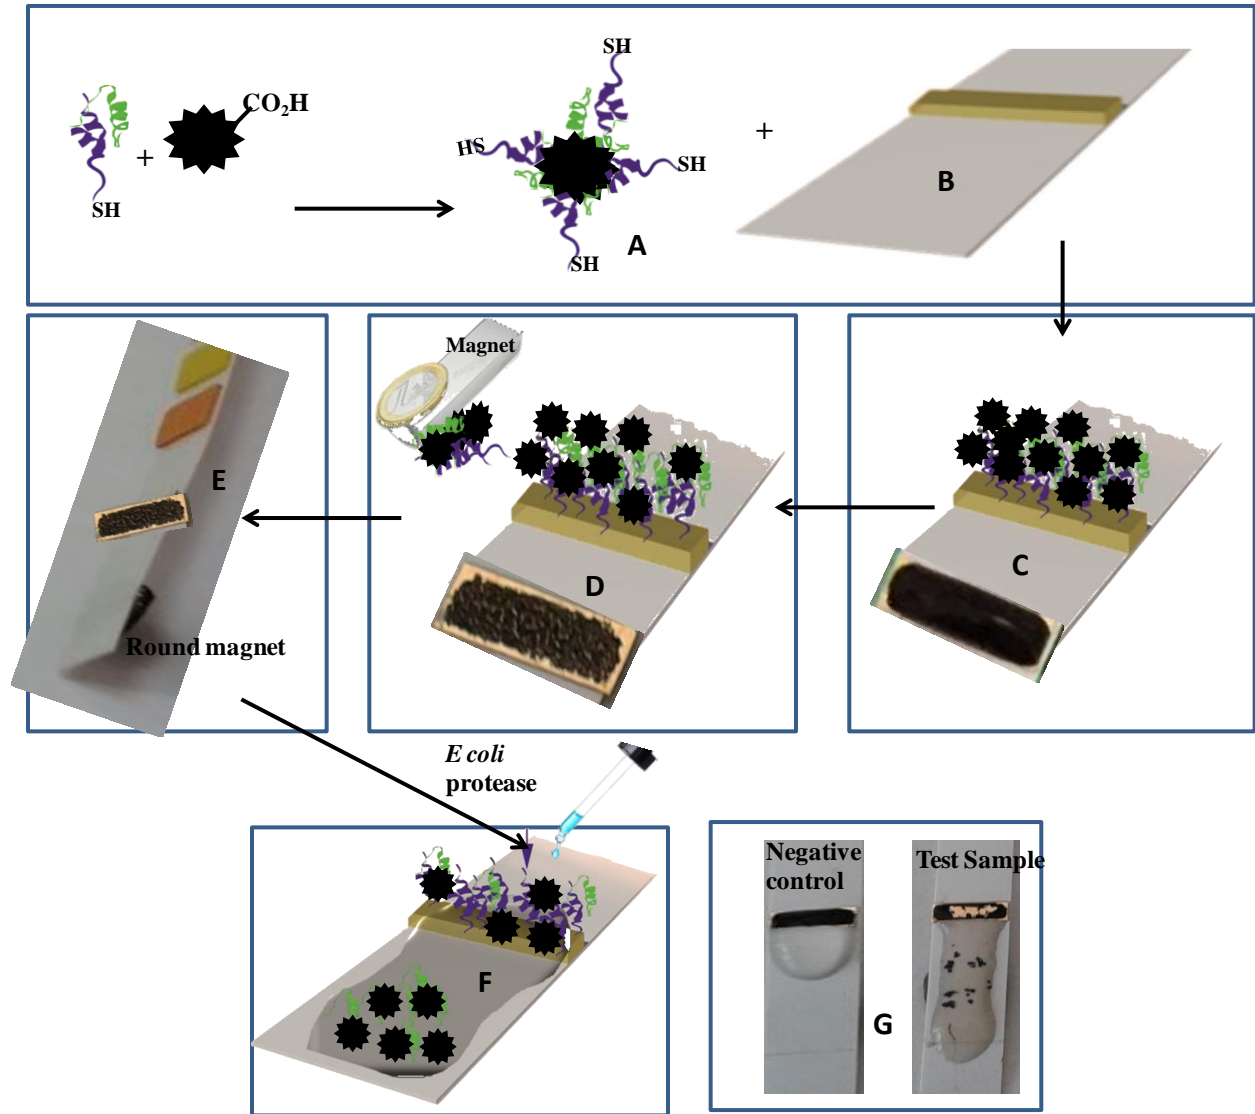 CO2H
+
SH
SH
HS
SH
SH
A
+
B
E
Round magnet
Magnet
D
C
E coli
protease
F
Negative
control
Test Sample
G